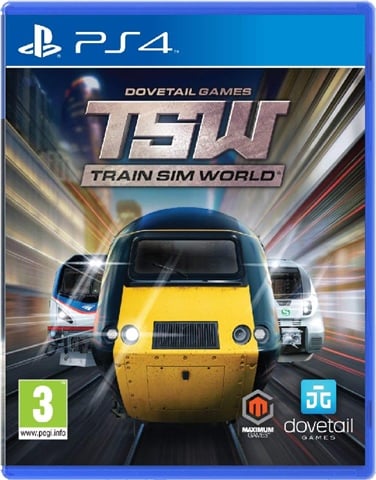 PS4
DOVETAIL GAMES
TSW
TRAIN SIM WORLD
3
www.pegi.info
MAXIMUM
GAMES
dovetail
GAMES